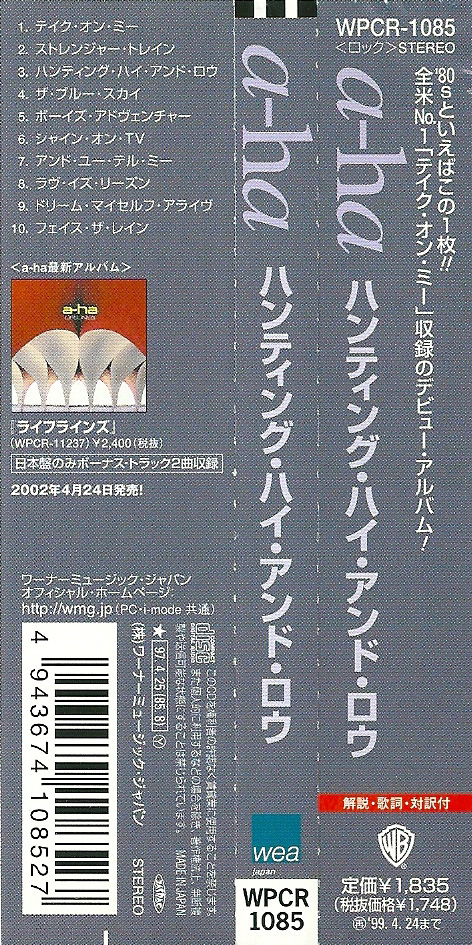 1. テイク・オン・ミー
2. ストレンジャー・トレイン
3. ハンティング・ハイ・アンド・ロウ
4. ザ・ブルー・スカイ
5. ボーイズ・アドヴェンチャー
6. シャイン・オン・TV
7. アンド・ユー・テル・ミー
8. ラヴ・イズ・リーズン
9. ドリーム・マイセルフ・アライヴ
10. フェイス・ザ・レイン
<a-ha最新アルバム>
a-ha
『ライフラインズ』
(WPCR-11237)￥2,400(税抜)
日本盤のみボーナス・トラック2曲収録
2002年4月24日発売!
ワーナーミュージック・ジャパン
オフィシャル・ホームページ:
http://wmg.jp (PC・i-mode 共通)
4 943674 108527
(株)ワーナーミュージック・ジャパン
STEREO
★'97.4.25(85.8)
MADE IN JAPAN
a-ha
ハンティング・ハイ・アンド・ロウ
wea
japan
WPCR
1085
WPCR-1085
<ロック>STEREO
'80sといえばこの1枚!!
全米No.1「テイク・オン・ミー」収録のデビュー・アルバム!
a-ha
ハンティング・ハイ・アンド・ロウ
解説・歌詞・対訳付
WB
定価￥1,835
(税抜価格￥1,748)
再'99.4.24まで